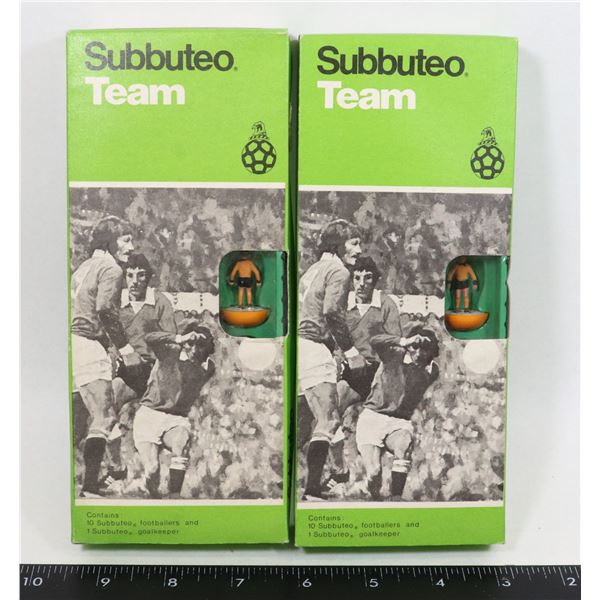 Subbuteo®
Team
Contains:
10 Subbuteo® footballers and
1 Subbuteo® goalkeeper
Subbuteo®
Team
Contains:
10 Subbuteo® footballers and
1 Subbuteo® goalkeeper
10 9 8 7 6 5 4 3 2